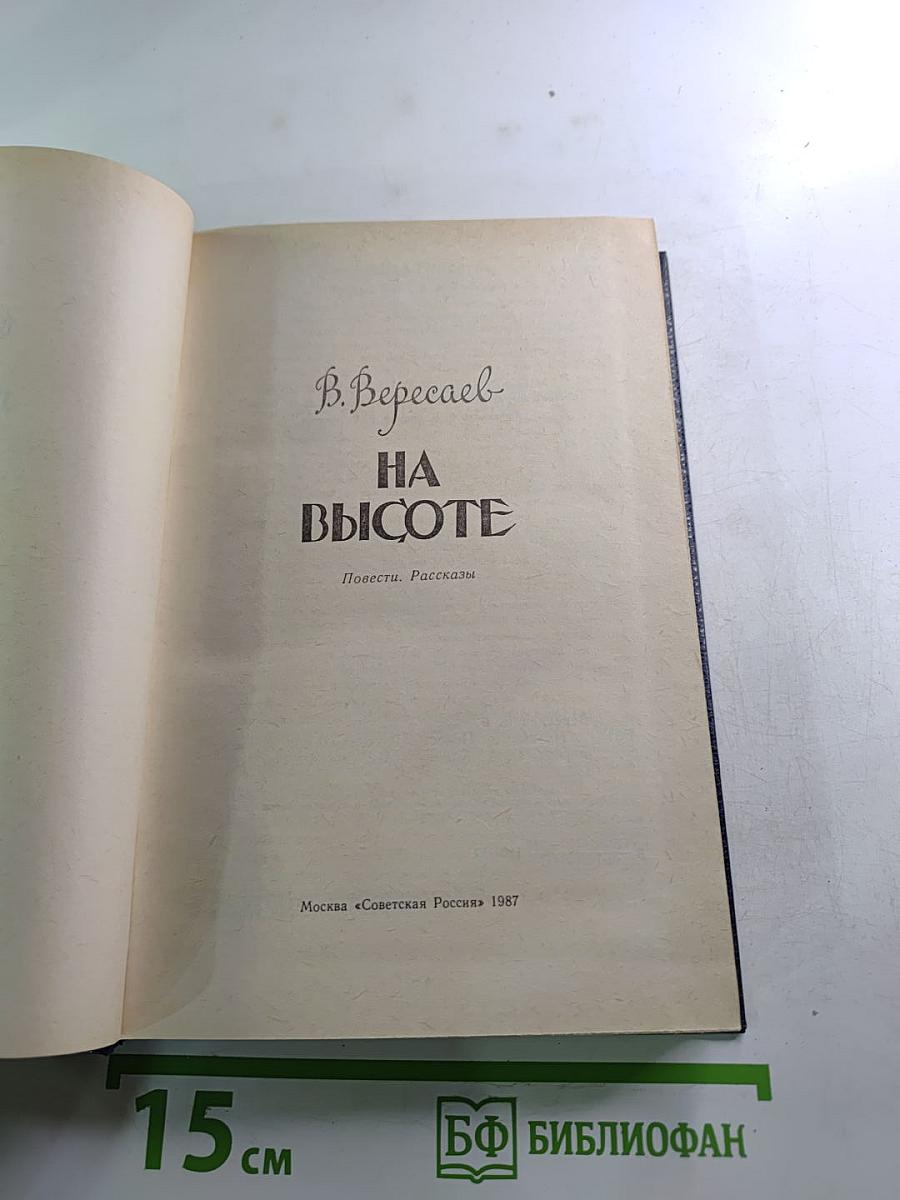 В. Вересаев
НА
ВЫСОТЕ
Повести. Рассказы
Москва «Советская Россия» 1987
15 см
БФ БИБЛИОФАН